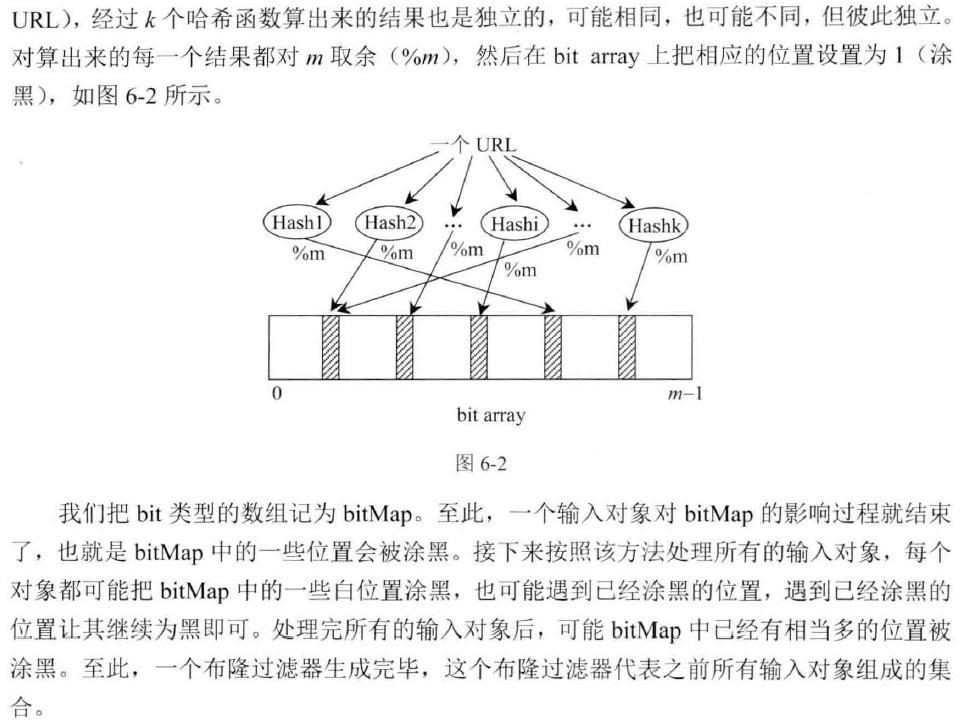 URL），经过 k 个哈希函数算出来的结果也是独立的，可能相同，也可能不同，但彼此独立。
对算出来的每一个结果都对 m 取余（%m），然后在 bit array 上把相应的位置设置为 1（涂
黑），如图 6-2 所示。
一个 URL
Hash1 Hash2 … Hashi … Hashk
%m %m %m %m %m %m
0 m−1
bit array
图 6-2
我们把 bit 类型的数组记为 bitMap。至此，一个输入对象对 bitMap 的影响过程就结束
了，也就是 bitMap 中的一些位置会被涂黑。接下来按照该方法处理所有的输入对象，每个
对象都可能把 bitMap 中的一些白位置涂黑，也可能遇到已经涂黑的位置，遇到已经涂黑的
位置让其继续为黑即可。处理完所有的输入对象后，可能 bitMap 中已经有相当多的位置被
涂黑。至此，一个布隆过滤器生成完毕，这个布隆过滤器代表之前所有输入对象组成的集
合。